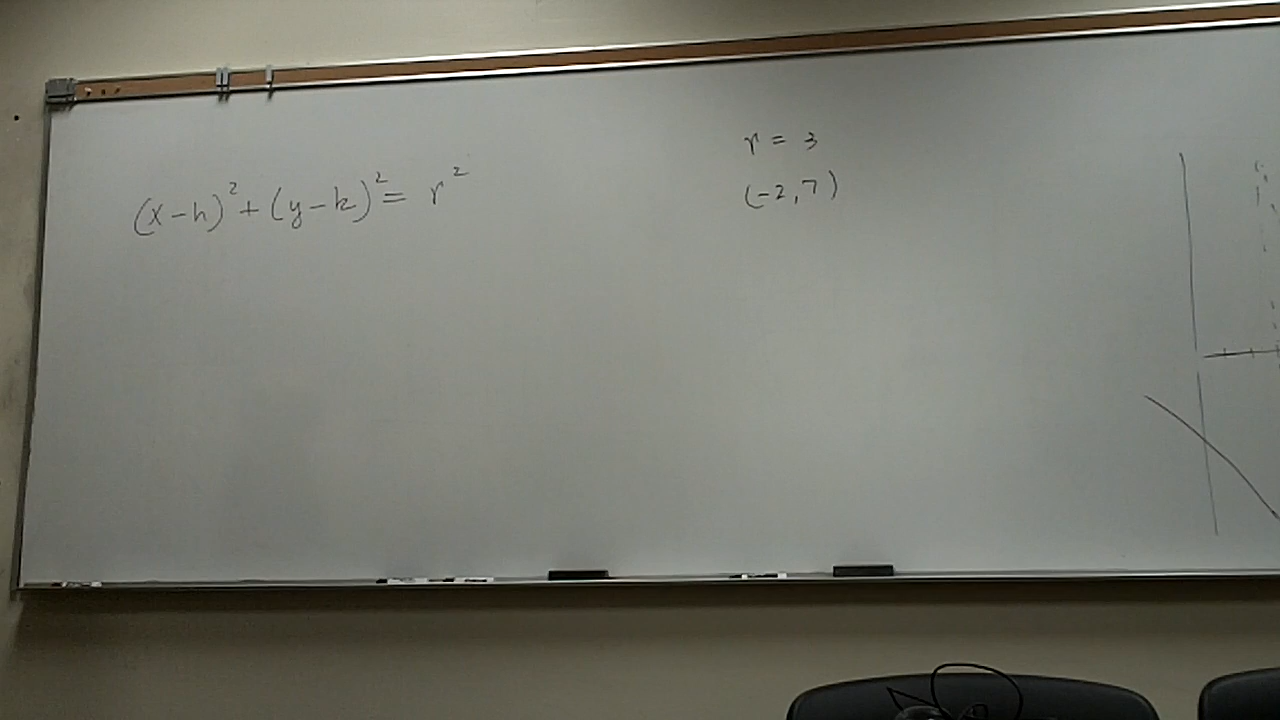 (x-h)² + (y-k)² = r²
r = 3
(-2, 7)